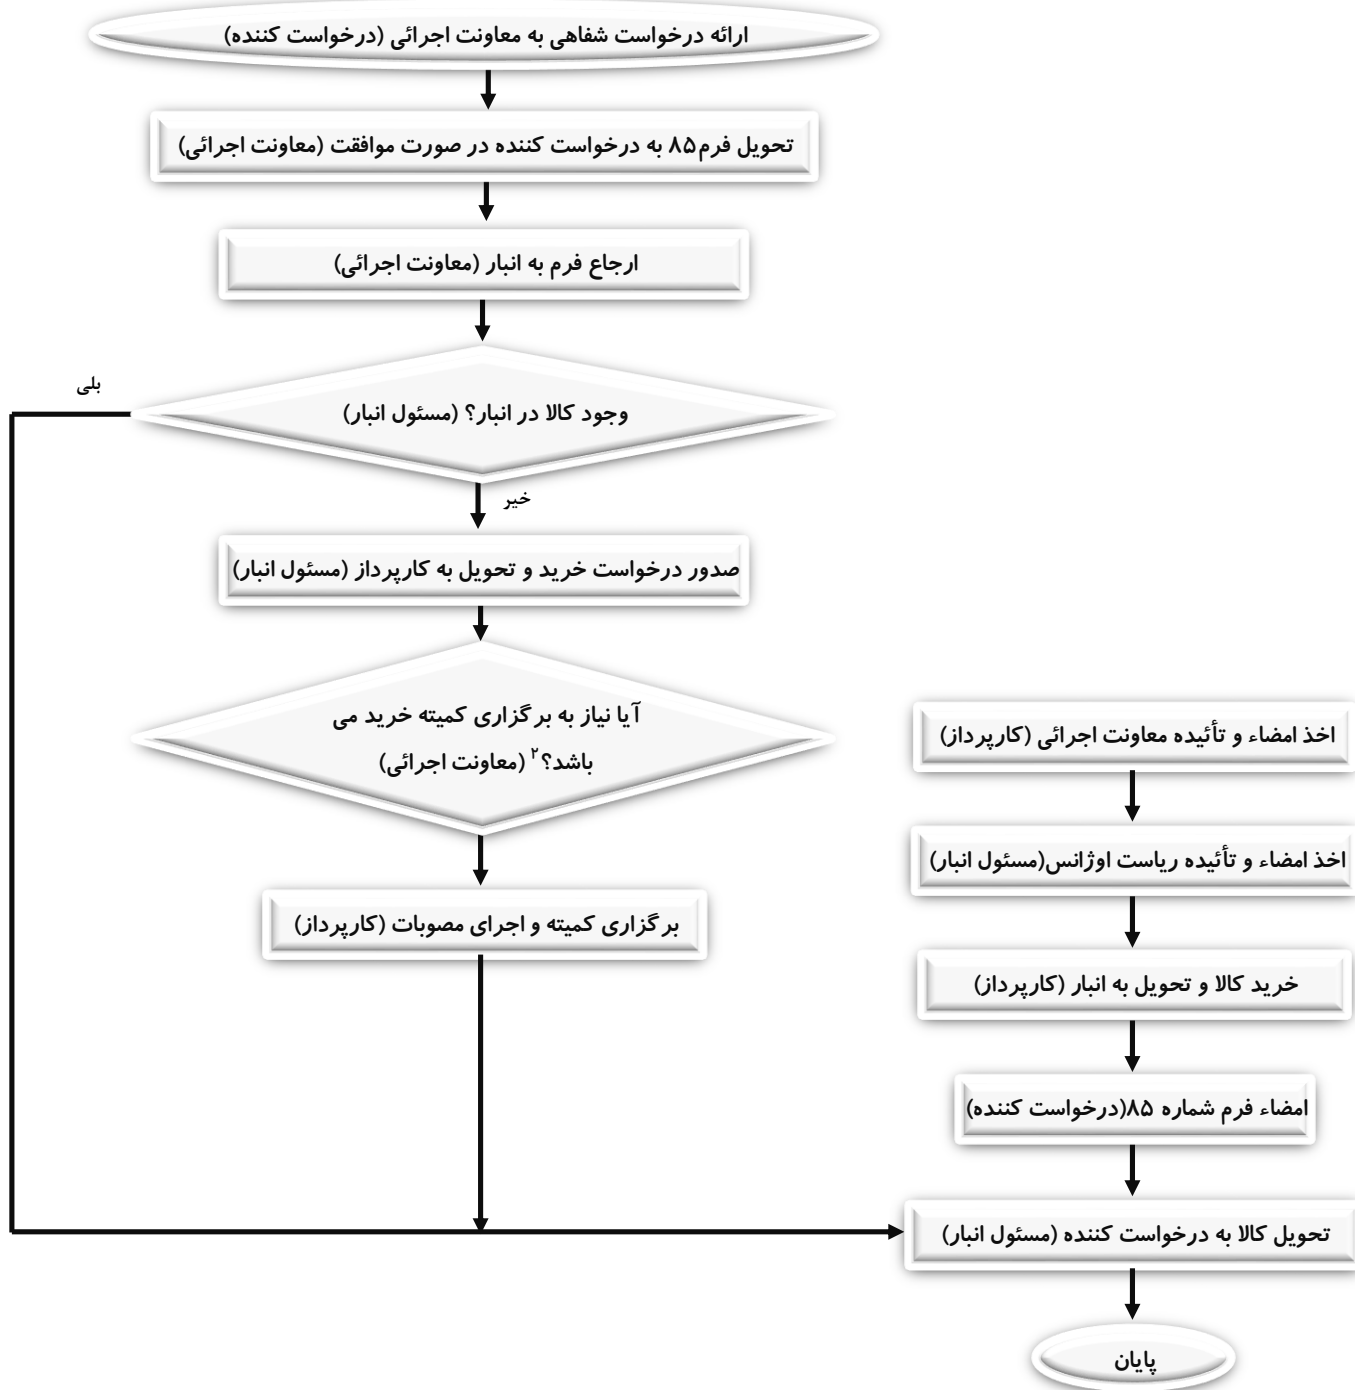 ارائه درخواست شفاهی به معاونت اجرائی (درخواست کننده)
تحویل فرم۸۵ به درخواست کننده در صورت موافقت (معاونت اجرائی)
ارجاع فرم به انبار (معاونت اجرائی)
بلی
وجود کالا در انبار؟ (مسئول انبار)
خیر
صدور درخواست خرید و تحویل به کارپرداز (مسئول انبار)
آیا نیاز به برگزاری کمیته خرید می
باشد؟۲ (معاونت اجرائی)
برگزاری کمیته و اجرای مصوبات (کارپرداز)
اخذ امضاء و تأئیده معاونت اجرائی (کارپرداز)
اخذ امضاء و تأئیده ریاست اوژانس(مسئول انبار)
خرید کالا و تحویل به انبار (کارپرداز)
امضاء فرم شماره ۸۵(درخواست کننده)
تحویل کالا به درخواست کننده (مسئول انبار)
پایان